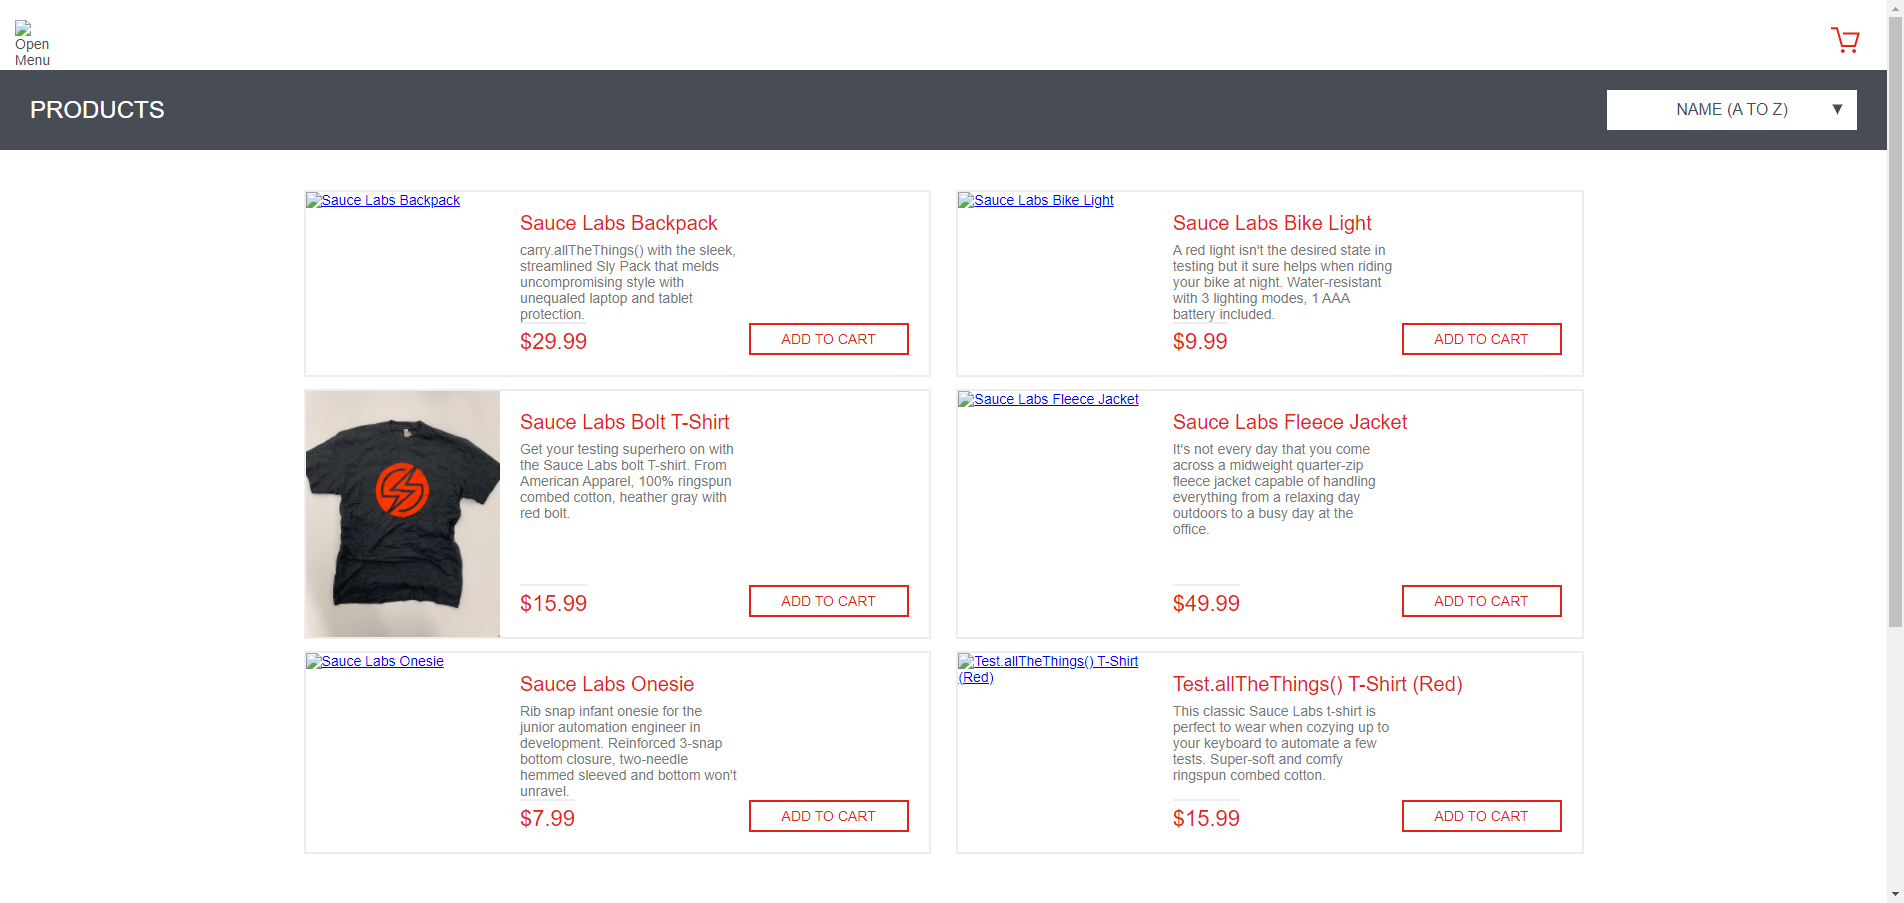 Open
Menu
PRODUCTS
NAME (A TO Z) ▼
Sauce Labs Backpack
Sauce Labs Backpack
carry.allTheThings() with the sleek,
streamlined Sly Pack that melds
uncompromising style with
unequaled laptop and tablet
protection.
$29.99
ADD TO CART
Sauce Labs Bike Light
Sauce Labs Bike Light
A red light isn't the desired state in
testing but it sure helps when riding
your bike at night. Water-resistant
with 3 lighting modes, 1 AAA
battery included.
$9.99
ADD TO CART
Sauce Labs Bolt T-Shirt
Get your testing superhero on with
the Sauce Labs bolt T-shirt. From
American Apparel, 100% ringspun
combed cotton, heather gray with
red bolt.
$15.99
ADD TO CART
Sauce Labs Fleece Jacket
Sauce Labs Fleece Jacket
It's not every day that you come
across a midweight quarter-zip
fleece jacket capable of handling
everything from a relaxing day
outdoors to a busy day at the
office.
$49.99
ADD TO CART
Sauce Labs Onesie
Sauce Labs Onesie
Rib snap infant onesie for the
junior automation engineer in
development. Reinforced 3-snap
bottom closure, two-needle
hemmed sleeved and bottom won't
unravel.
$7.99
ADD TO CART
Test.allTheThings() T-Shirt
(Red)
Test.allTheThings() T-Shirt (Red)
This classic Sauce Labs t-shirt is
perfect to wear when cozying up to
your keyboard to automate a few
tests. Super-soft and comfy
ringspun combed cotton.
$15.99
ADD TO CART